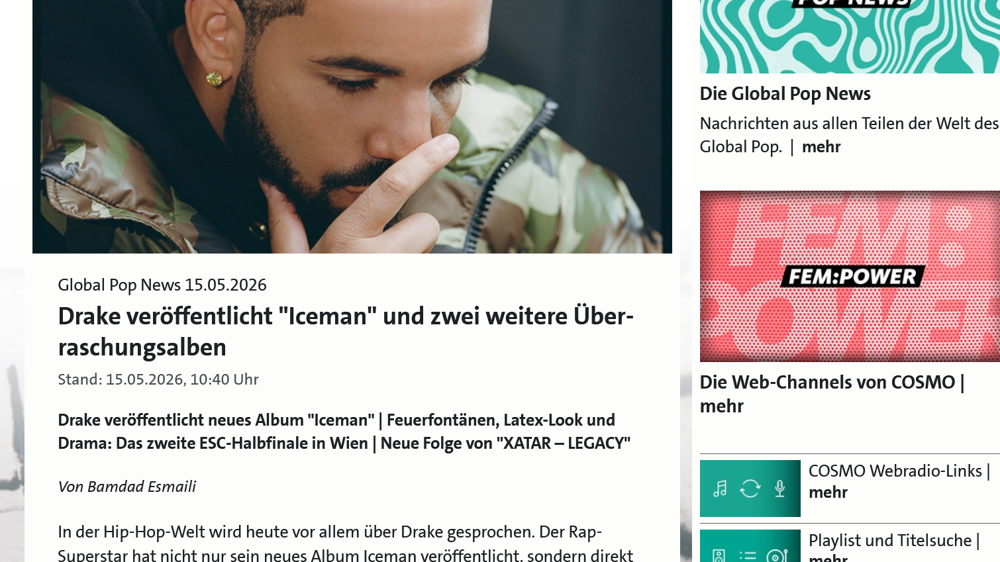 Global Pop News 15.05.2026
Drake veröffentlicht "Iceman" und zwei weitere Über-
raschungsalben
Stand: 15.05.2026, 10:40 Uhr
Drake veröffentlicht neues Album "Iceman" | Feuerfontänen, Latex-Look und
Drama: Das zweite ESC-Halbfinale in Wien | Neue Folge von "XATAR – LEGACY"
Von Bamdad Esmaili
In der Hip-Hop-Welt wird heute vor allem über Drake gesprochen. Der Rap-
Superstar hat nicht nur sein neues Album Iceman veröffentlicht, sondern direkt
POP NEWS
Die Global Pop News
Nachrichten aus allen Teilen der Welt des
Global Pop. | mehr
FEM:
POWER
FEM:POWER
Die Web-Channels von COSMO |
mehr
COSMO Webradio-Links |
mehr
Playlist und Titelsuche |
mehr